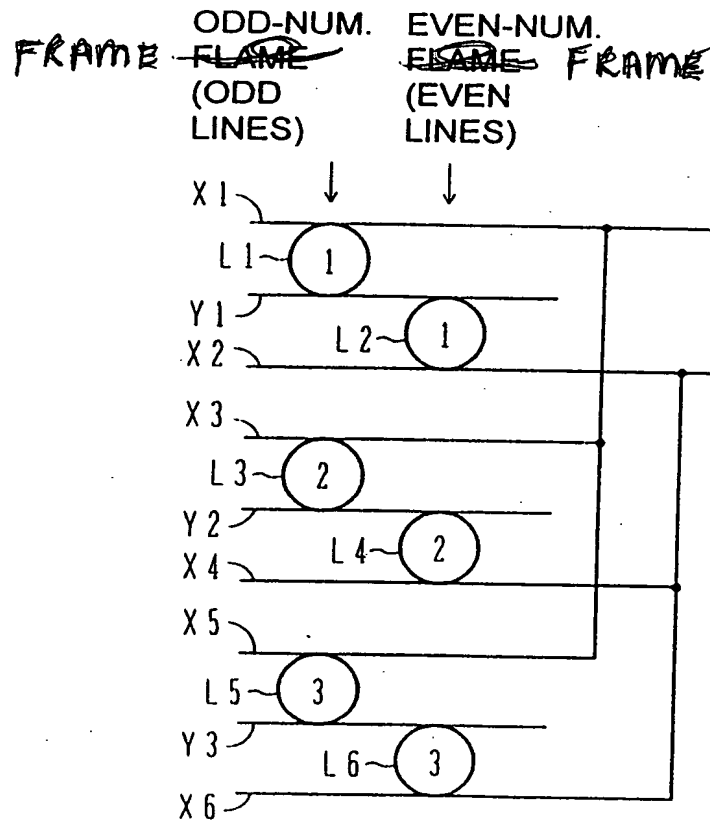 ODD-NUM. EVEN-NUM.
FRAME FLAME FLAME FRAME
(ODD (EVEN
LINES) LINES)
X1
L1 1
Y1
L2 1
X2
X3
L3 2
Y2
L4 2
X4
X5
L5 3
Y3
L6 3
X6